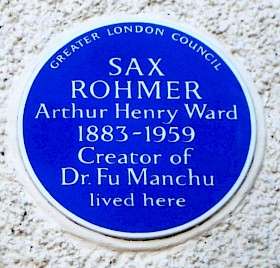 GREATER LONDON COUNCIL
SAX
ROHMER
Arthur Henry Ward
1883-1959
Creator of
Dr. Fu Manchu
lived here